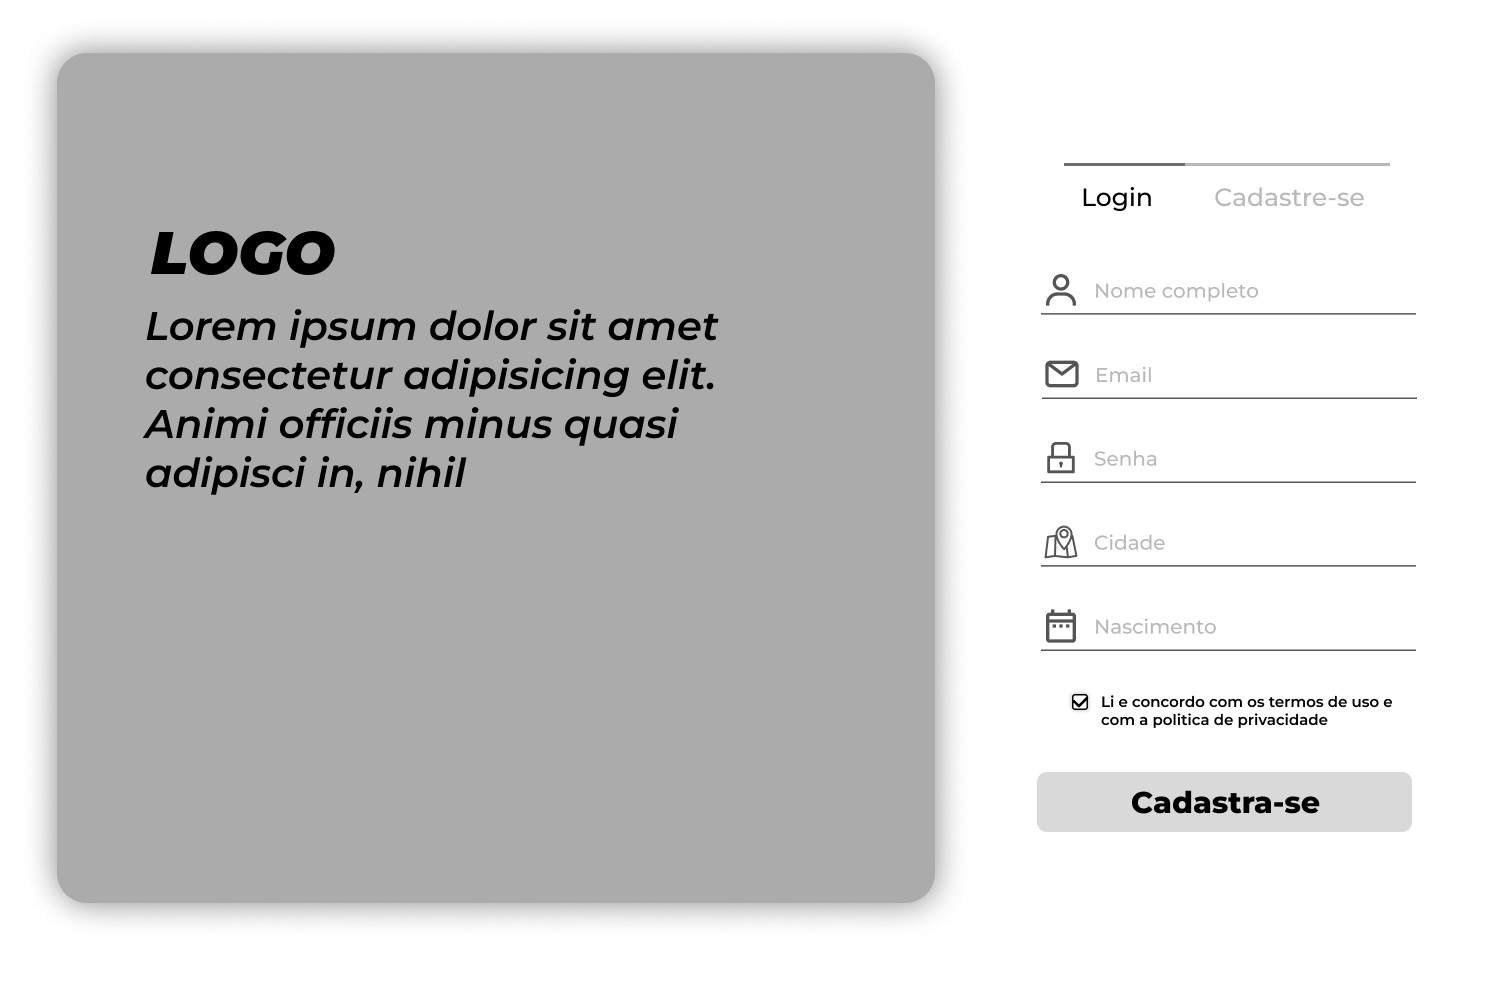 LOGO
Lorem ipsum dolor sit amet
consectetur adipisicing elit.
Animi officiis minus quasi
adipisci in, nihil
Login
Cadastre-se
Nome completo
Email
Senha
Cidade
Nascimento
Li e concordo com os termos de uso e
com a politica de privacidade
Cadastra-se